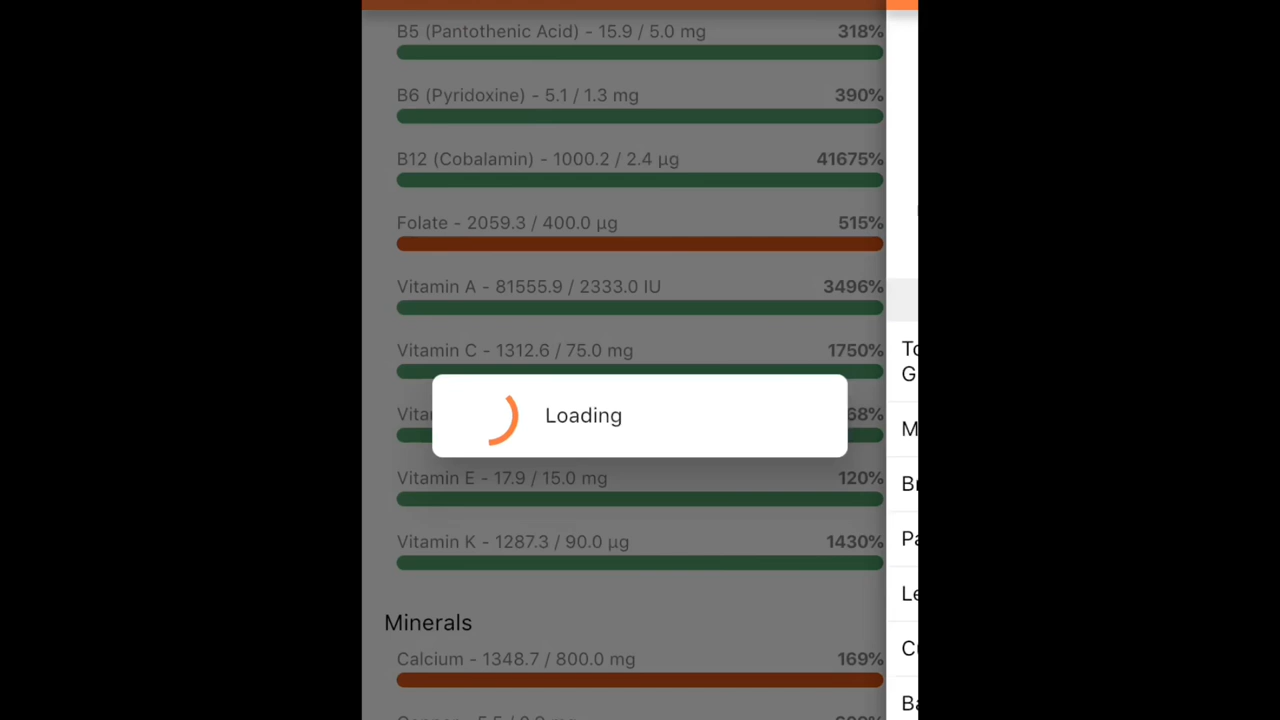 B5 (Pantothenic Acid) - 15.9 / 5.0 mg 318%
B6 (Pyridoxine) - 5.1 / 1.3 mg 390%
B12 (Cobalamin) - 1000.2 / 2.4 µg 41675%
Folate - 2059.3 / 400.0 µg 515%
Vitamin A - 81555.9 / 2333.0 IU 3496%
Vitamin C - 1312.6 / 75.0 mg 1750%
Loading
Vitamin E - 17.9 / 15.0 mg 120%
Vitamin K - 1287.3 / 90.0 µg 1430%
Minerals
Calcium - 1348.7 / 800.0 mg 169%